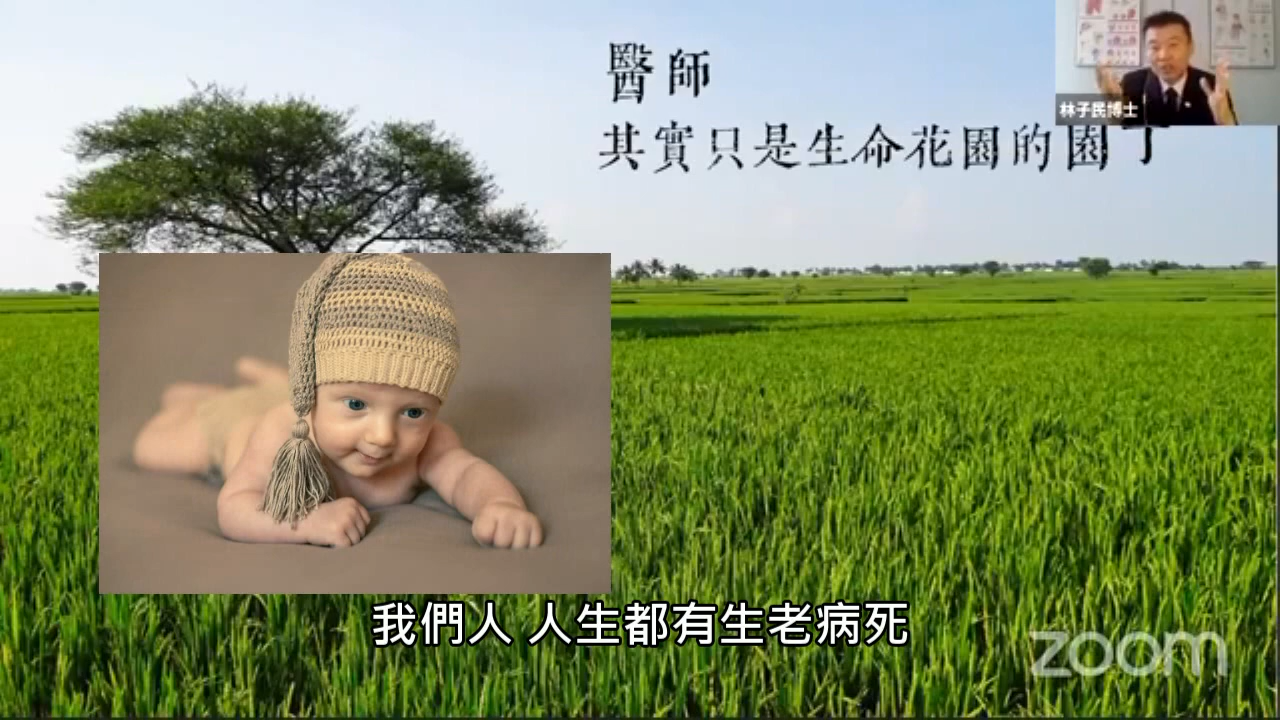 醫師
其實只是生命花園的園丁
林子民博士
我們人 人生都有生老病死
zoom